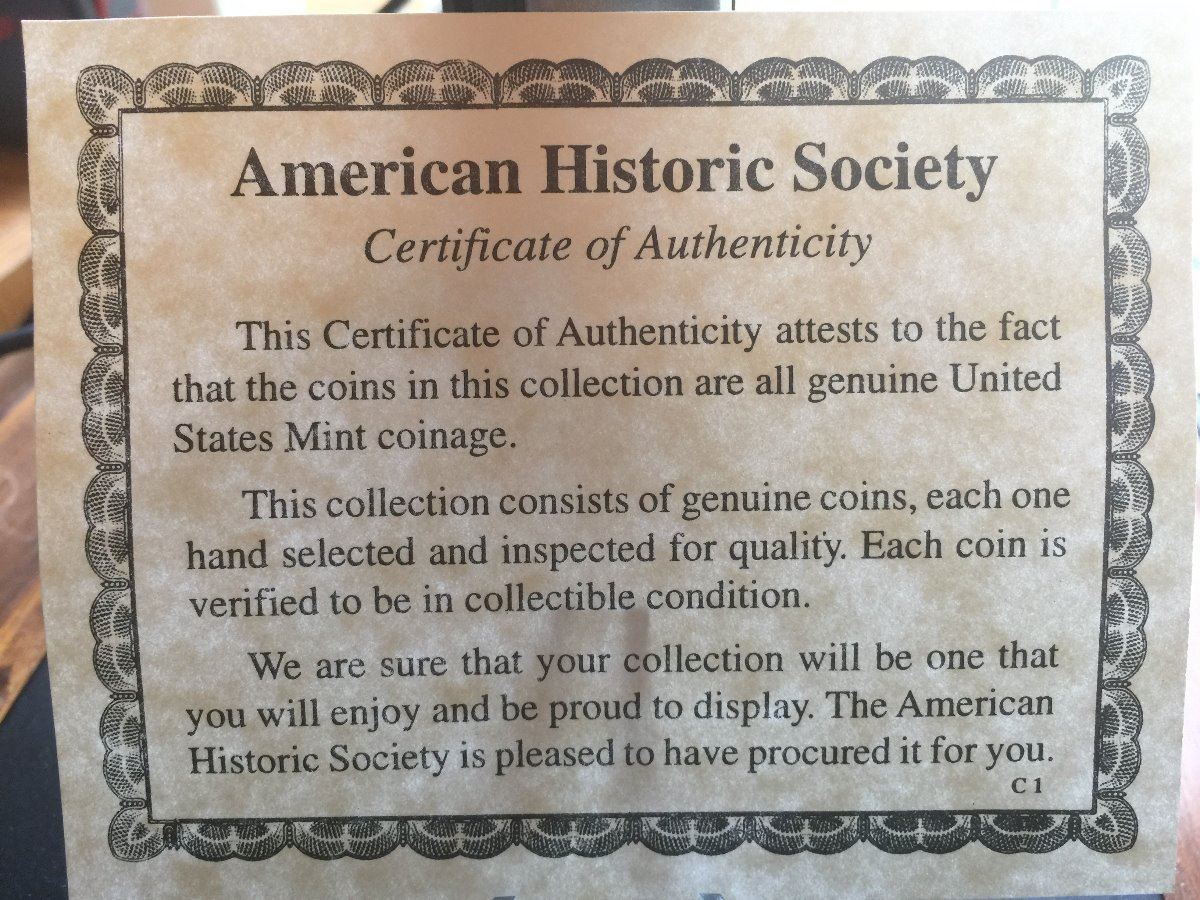 American Historic Society
Certificate of Authenticity
This Certificate of Authenticity attests to the fact
that the coins in this collection are all genuine United
States Mint coinage.
This collection consists of genuine coins, each one
hand selected and inspected for quality. Each coin is
verified to be in collectible condition.
We are sure that your collection will be one that
you will enjoy and be proud to display. The American
Historic Society is pleased to have procured it for you.
C 1